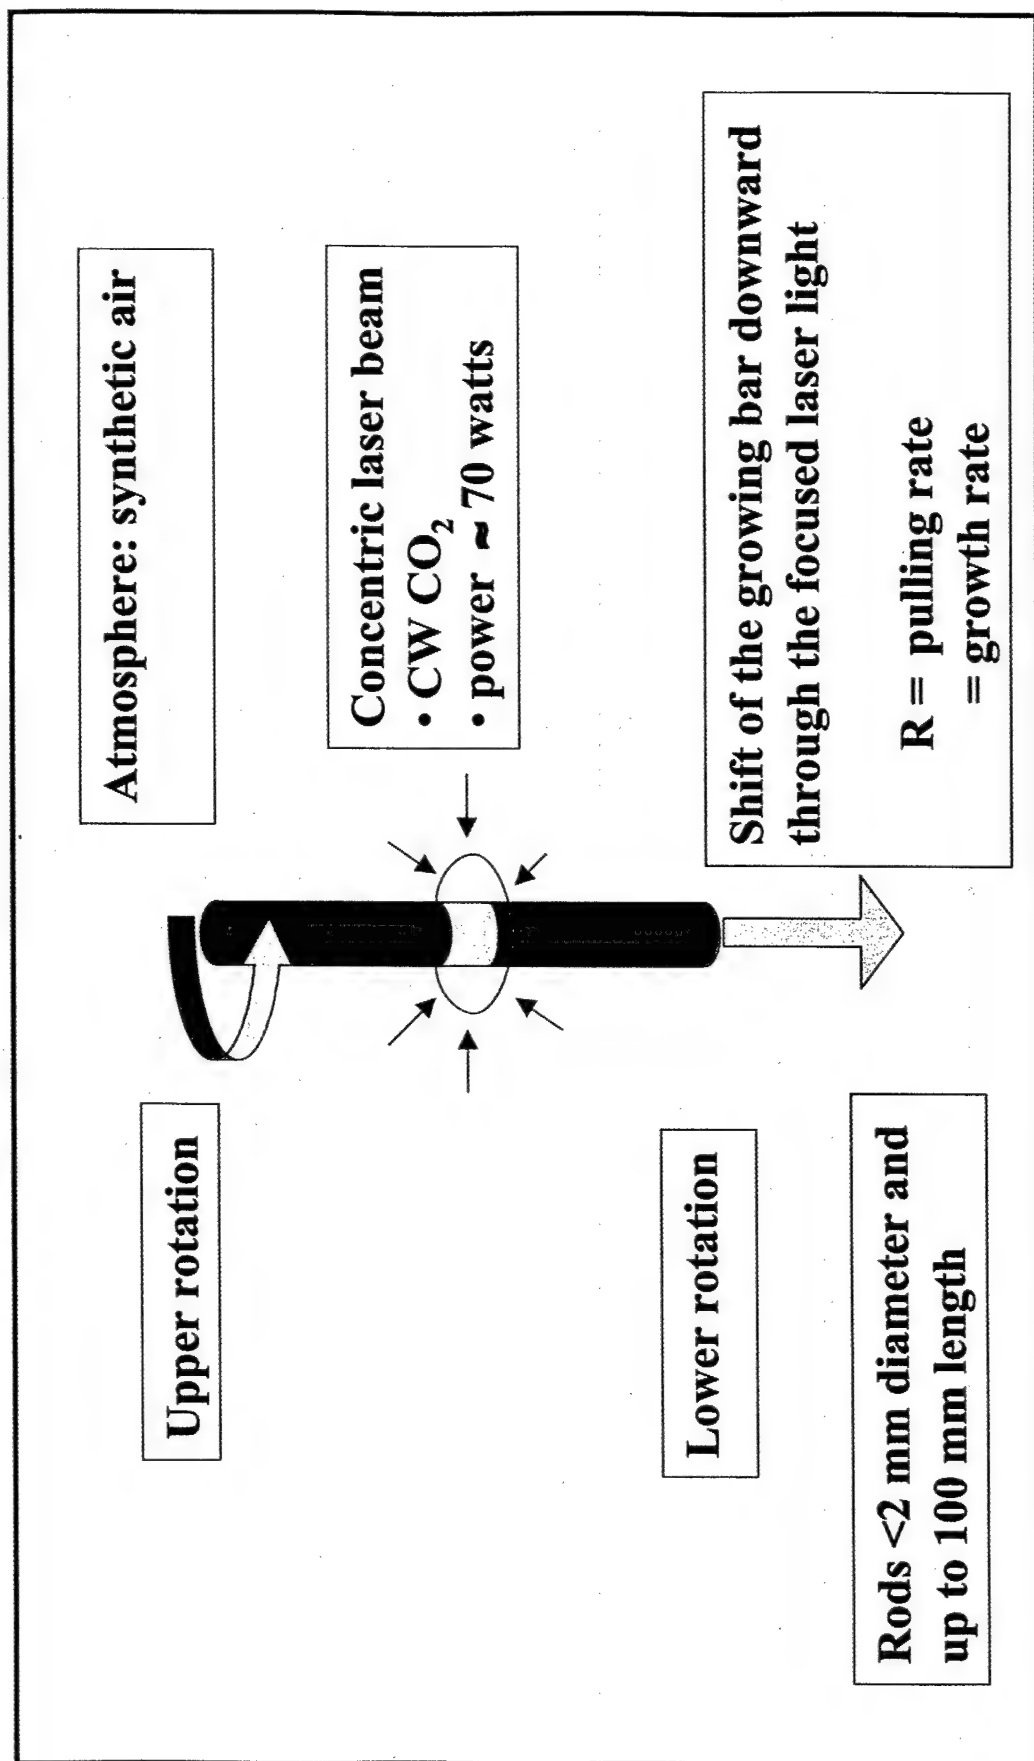 Atmosphere: synthetic air
Upper rotation
Concentric laser beam
• CW CO₂
• power ≈ 70 watts
Lower rotation
Shift of the growing bar downward
through the focused laser light
R = pulling rate
= growth rate
Rods <2 mm diameter and
up to 100 mm length